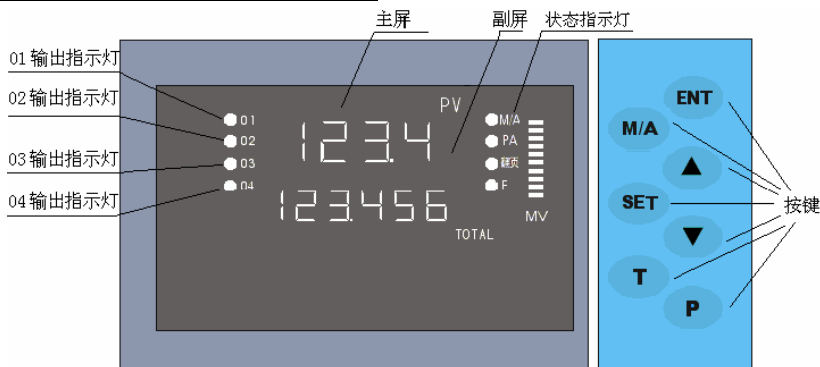 主屏
副屏
状态指示灯
01输出指示灯
02输出指示灯
03输出指示灯
04输出指示灯
01
02
03
04
PV
123.4
123.456
TOTAL
M/A
PA
翻页
F
MV
ENT
M/A
▲
SET
▼
T
P
按键